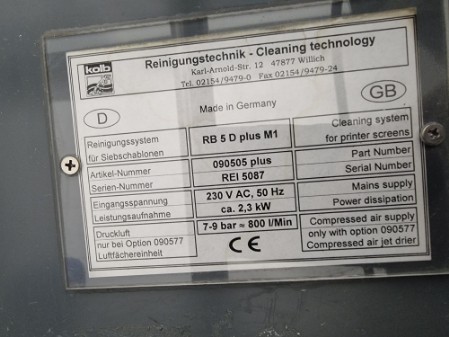 kolb
Reinigungstechnik - Cleaning technology
Karl-Arnold-Str. 12 47877 Willich
Tel. 02154/9479-0 Fax 02154/9479-24
D
Made in Germany
GB
Reinigungssystem
für Siebschablonen
RB 5 D plus M1
Cleaning system
for printer screens
Artikel-Nummer
Serien-Nummer
090505 plus
REI 5087
Part Number
Serial Number
Eingangsspannung
Leistungsaufnahme
230 V AC, 50 Hz
ca. 2,3 kW
Mains supply
Power dissipation
Druckluft
nur bei Option 090577
Luftfächereinheit
7-9 bar ≈ 800 l/Min
CE
Compressed air supply
only with option 090577
Compressed air jet drier